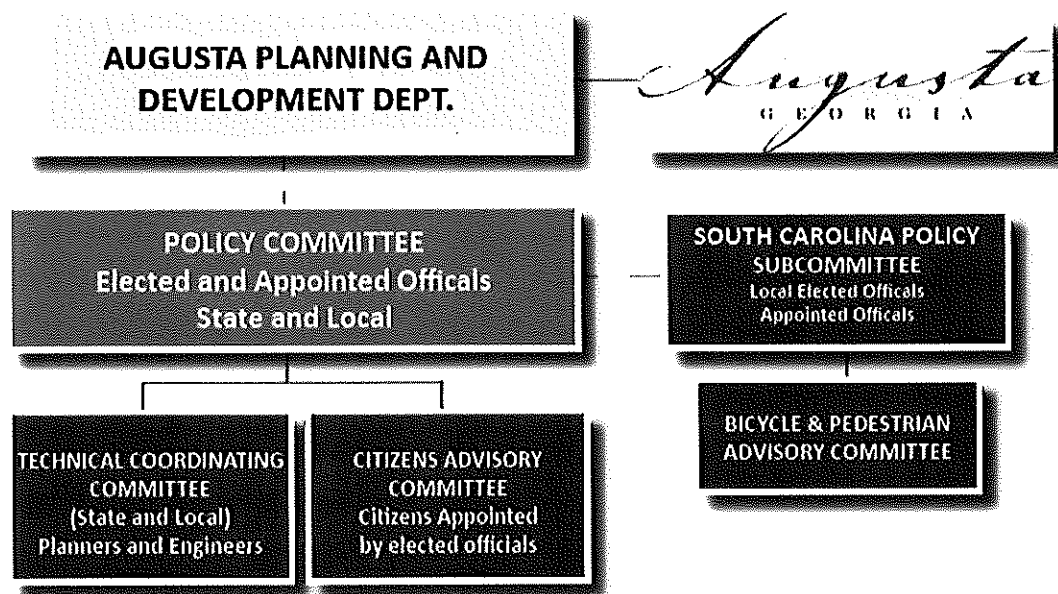 AUGUSTA PLANNING AND
DEVELOPMENT DEPT.
Augusta
GEORGIA
POLICY COMMITTEE
Elected and Appointed Officals
State and Local
SOUTH CAROLINA POLICY
SUBCOMMITTEE
Local Elected Officals
Appointed Officals
TECHNICAL COORDINATING
COMMITTEE
(State and Local)
Planners and Engineers
CITIZENS ADVISORY
COMMITTEE
Citizens Appointed
by elected officials
BICYCLE & PEDESTRIAN
ADVISORY COMMITTEE